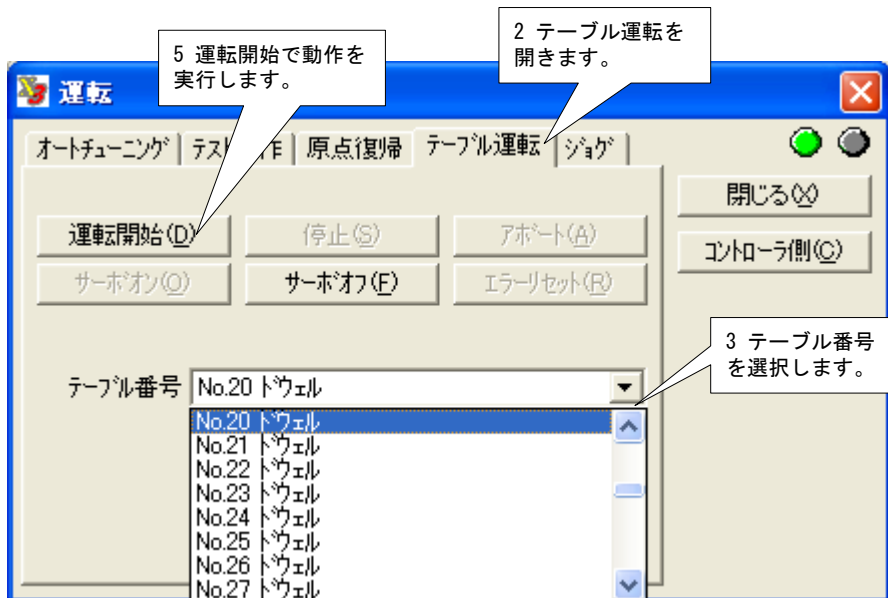 5 運転開始で動作を
実行します。
2 テーブル運転を
開きます。
運転
オートチューニング
原点復帰
テーブル運転
ジョグ
閉じる(X)
運転開始(D)
停止(S)
アボート(A)
コントローラ側(C)
サーボオン(O)
サーボオフ(F)
エラーリセット(R)
3 テーブル番号
を選択します。
テーブル番号
No.20 ドウェル
No.20 ドウェル
No.21 ドウェル
No.22 ドウェル
No.23 ドウェル
No.24 ドウェル
No.25 ドウェル
No.26 ドウェル
No.27 ドウェル